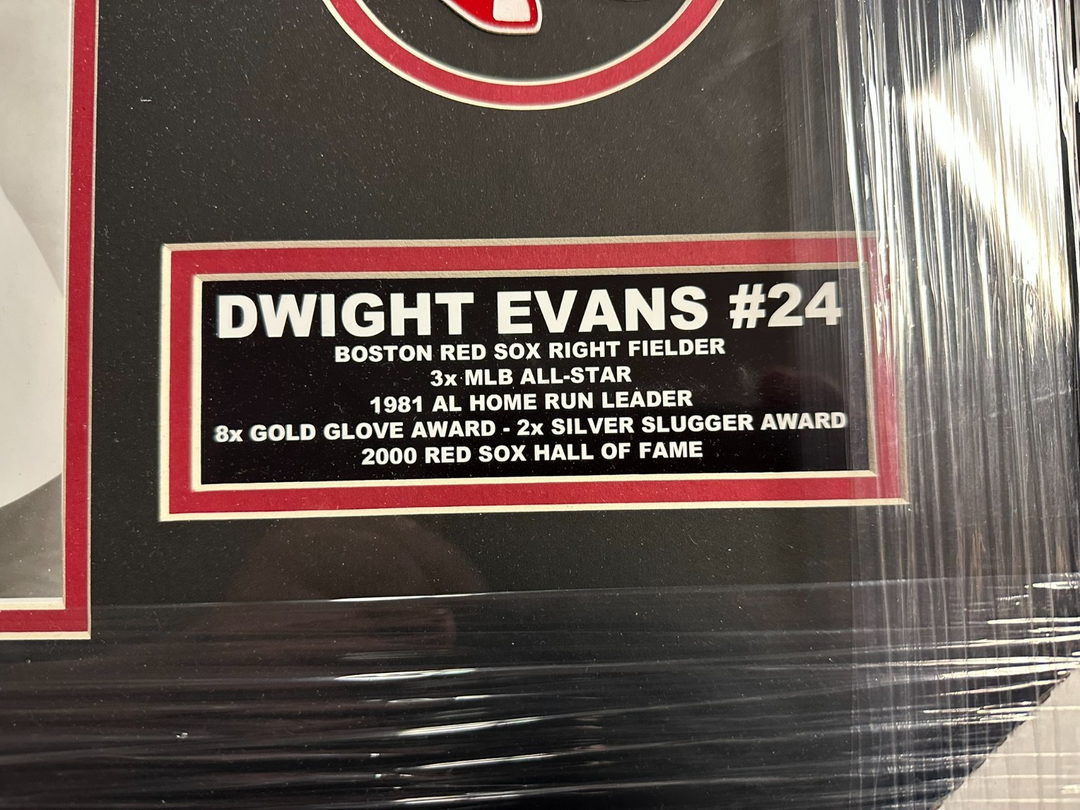 DWIGHT EVANS #24
BOSTON RED SOX RIGHT FIELDER
3x MLB ALL-STAR
1981 AL HOME RUN LEADER
8x GOLD GLOVE AWARD - 2x SILVER SLUGGER AWARD
2000 RED SOX HALL OF FAME